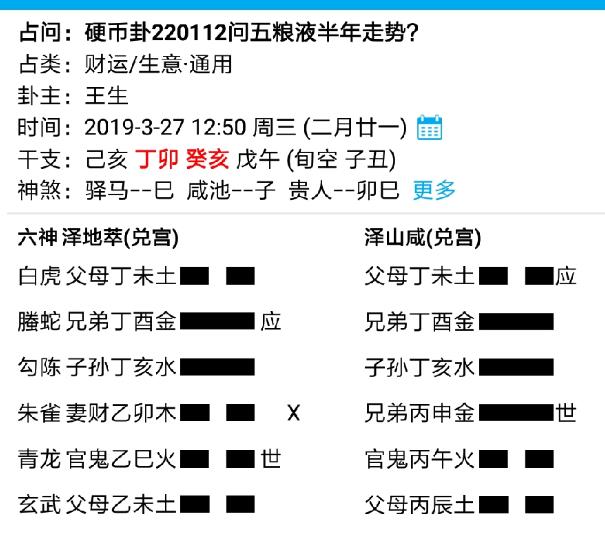 占问：硬币卦220112问五粮液半年走势?
占类：财运/生意·通用
卦主：王生
时间：2019-3-27 12:50 周三 (二月廿一)
干支：己亥 丁卯 癸亥 戊午 (旬空 子丑)
神煞：驿马--巳 咸池--子 贵人--卯巳 更多
六神 泽地萃(兑宫) 泽山咸(兑宫)
白虎 父母丁未土 父母丁未土 应
螣蛇 兄弟丁酉金 应 兄弟丁酉金
勾陈 子孙丁亥水 子孙丁亥水
朱雀 妻财乙卯木 X 兄弟丙申金 世
青龙 官鬼乙巳火 世 官鬼丙午火
玄武 父母乙未土 父母丙辰土